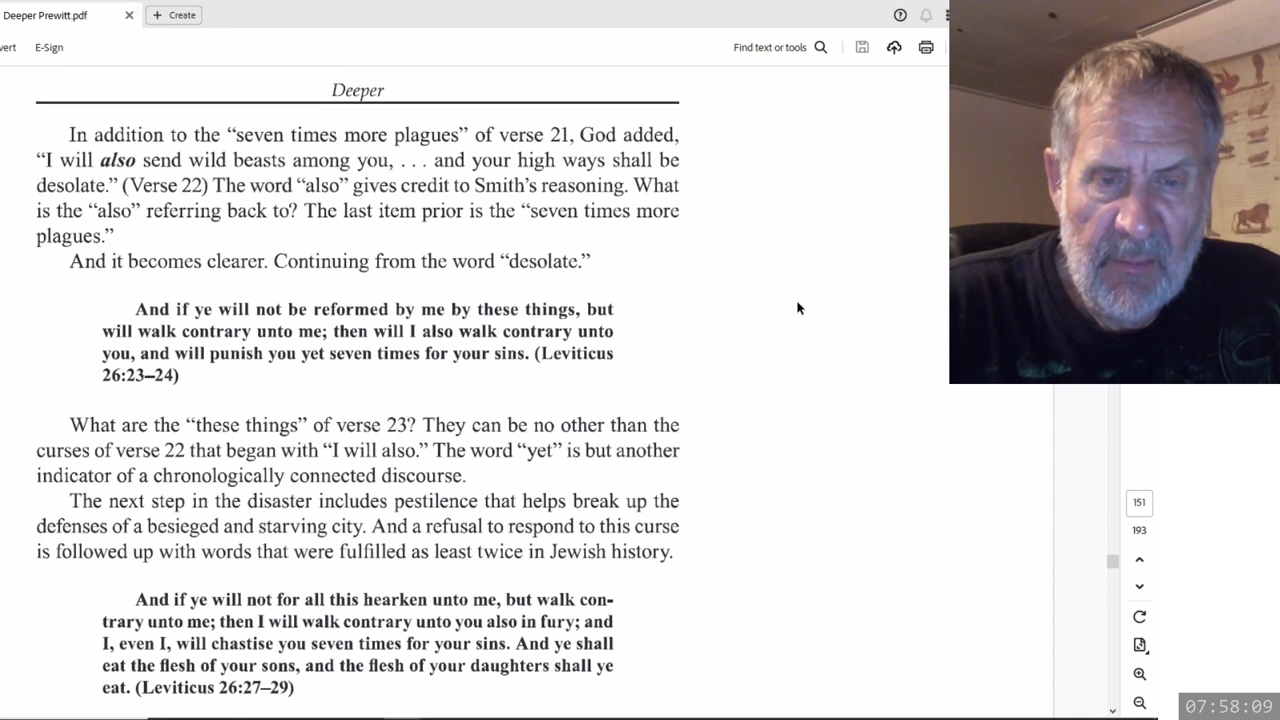 Deeper Prewitt.pdf
Create
vert
E-Sign
Find text or tools
Deeper
In addition to the “seven times more plagues” of verse 21, God added,
“I will also send wild beasts among you, . . . and your high ways shall be
desolate.” (Verse 22) The word “also” gives credit to Smith’s reasoning. What
is the “also” referring back to? The last item prior is the “seven times more
plagues.”
And it becomes clearer. Continuing from the word “desolate.”
And if ye will not be reformed by me by these things, but
will walk contrary unto me; then will I also walk contrary unto
you, and will punish you yet seven times for your sins. (Leviticus
26:23–24)
What are the “these things” of verse 23? They can be no other than the
curses of verse 22 that began with “I will also.” The word “yet” is but another
indicator of a chronologically connected discourse.
The next step in the disaster includes pestilence that helps break up the
defenses of a besieged and starving city. And a refusal to respond to this curse
is followed up with words that were fulfilled as least twice in Jewish history.
And if ye will not for all this hearken unto me, but walk con-
trary unto me; then I will walk contrary unto you also in fury; and
I, even I, will chastise you seven times for your sins. And ye shall
eat the flesh of your sons, and the flesh of your daughters shall ye
eat. (Leviticus 26:27–29)
151
193
07:58:09